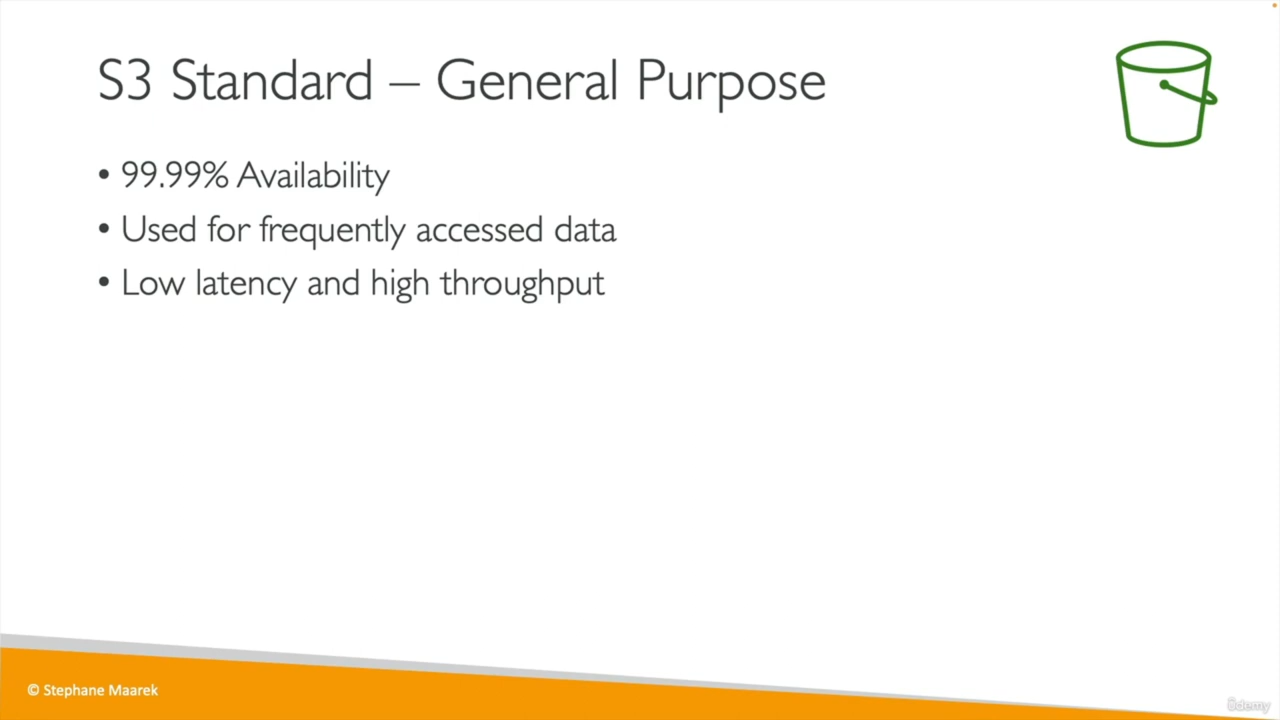 S3 Standard – General Purpose
• 99.99% Availability
• Used for frequently accessed data
• Low latency and high throughput
© Stephane Maarek
Udemy